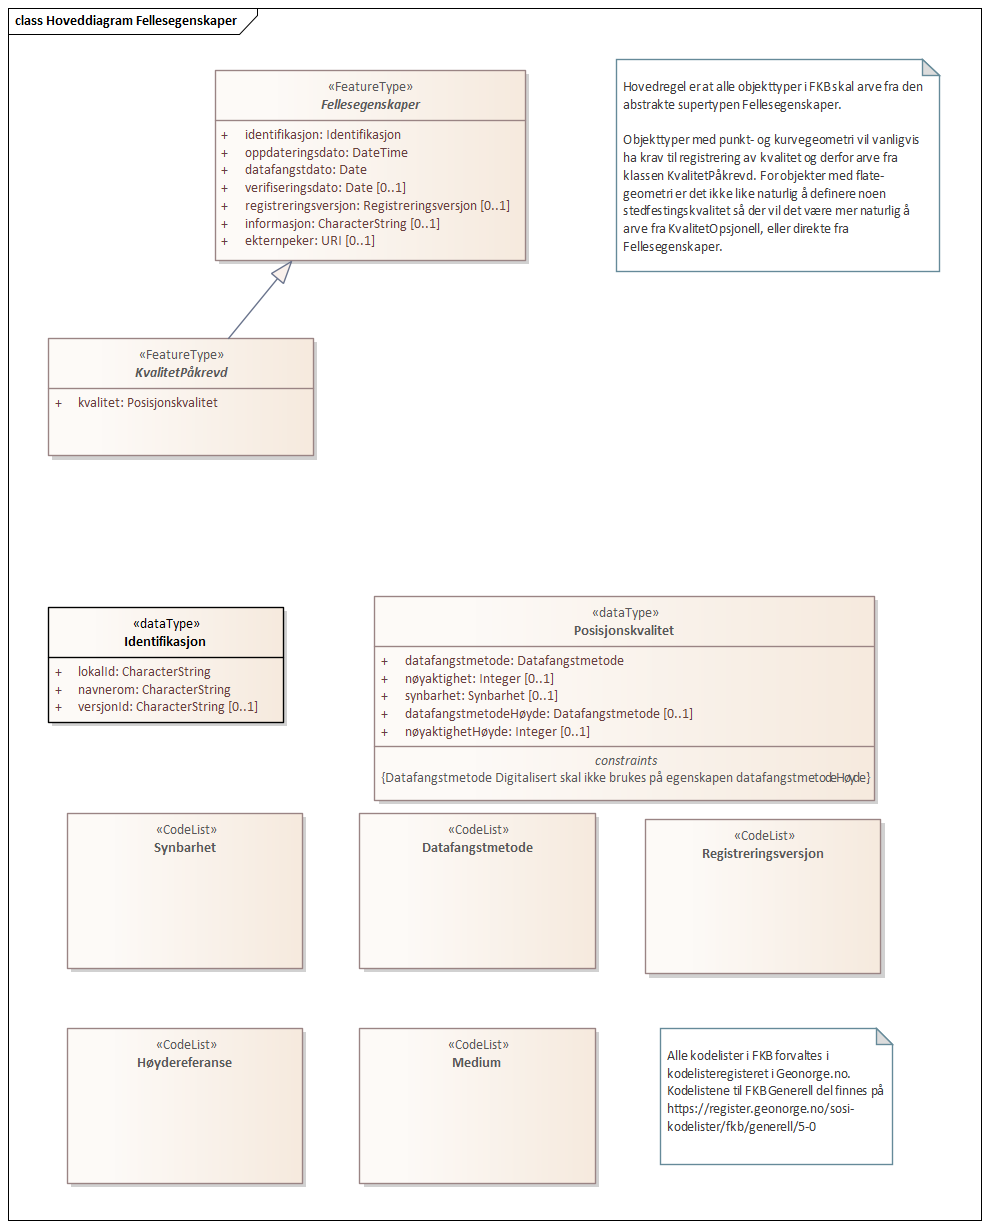 class Hoveddiagram Fellesegenskaper
«FeatureType»
Fellesegenskaper
+ identifikasjon: Identifikasjon
+ oppdateringsdato: DateTime
+ datafangstdato: Date
+ verifiseringsdato: Date [0..1]
+ registreringsversjon: Registreringsversjon [0..1]
+ informasjon: CharacterString [0..1]
+ ekternpeker: URI [0..1]
Hovedregel er at alle objekttyper i FKB skal arve fra den
abstrakte supertypen Fellesegenskaper.
Objekttyper med punkt- og kurvegeometri vil vanligvis
ha krav til registrering av kvalitet og derfor arve fra
klassen KvalitetPåkrevd. For objekter med flate-
geometri er det ikke like naturlig å definere noen
stedfestingskvalitet så der vil det være mer naturlig å
arve fra KvalitetOpsjonell, eller direkte fra
Fellesegenskaper.
«FeatureType»
KvalitetPåkrevd
+ kvalitet: Posisjonskvalitet
«dataType»
Identifikasjon
+ lokalId: CharacterString
+ navnerom: CharacterString
+ versjonId: CharacterString [0..1]
«dataType»
Posisjonskvalitet
+ datafangstmetode: Datafangstmetode
+ nøyaktighet: Integer [0..1]
+ synbarhet: Synbarhet [0..1]
+ datafangstmetodeHøyde: Datafangstmetode [0..1]
+ nøyaktighetHøyde: Integer [0..1]
constraints
{Datafangstmetode Digitalisert skal ikke brukes på egenskapen datafangstmetodeHøyde}
«CodeList»
Synbarhet
«CodeList»
Datafangstmetode
«CodeList»
Registreringsversjon
«CodeList»
Høydereferanse
«CodeList»
Medium
Alle kodelister i FKB forvaltes i
kodelisteregisteret i Geonorge.no.
Kodelistene til FKB Generell del finnes på
https://register.geonorge.no/sosi-
kodelister/fkb/generell/5-0